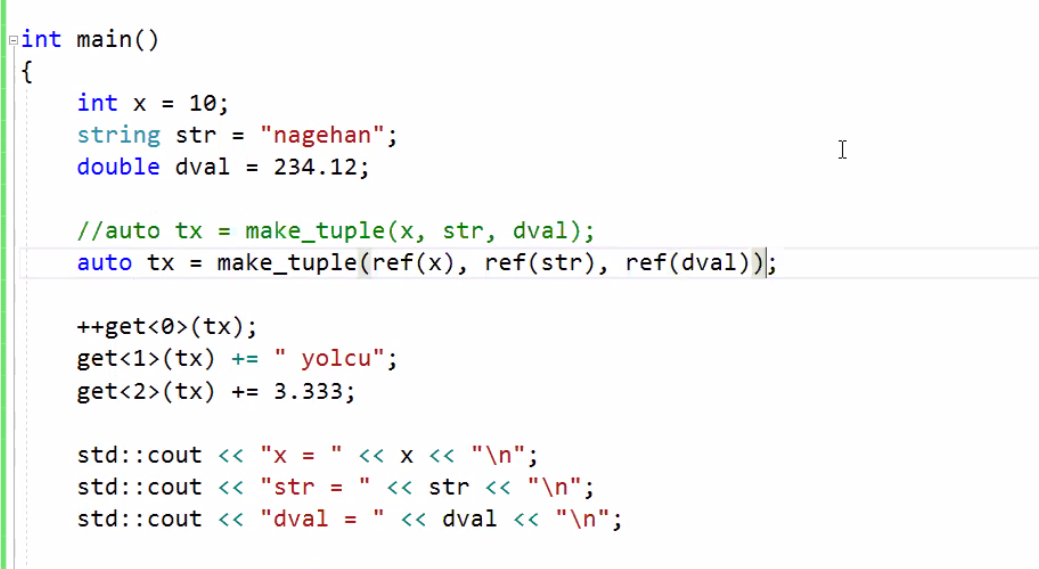 int main()
{
    int x = 10;
    string str = "nagehan";
    double dval = 234.12;
    //auto tx = make_tuple(x, str, dval);
    auto tx = make_tuple(ref(x), ref(str), ref(dval));
    ++get<0>(tx);
    get<1>(tx) += " yolcu";
    get<2>(tx) += 3.333;
    std::cout << "x = " << x << "\n";
    std::cout << "str = " << str << "\n";
    std::cout << "dval = " << dval << "\n";